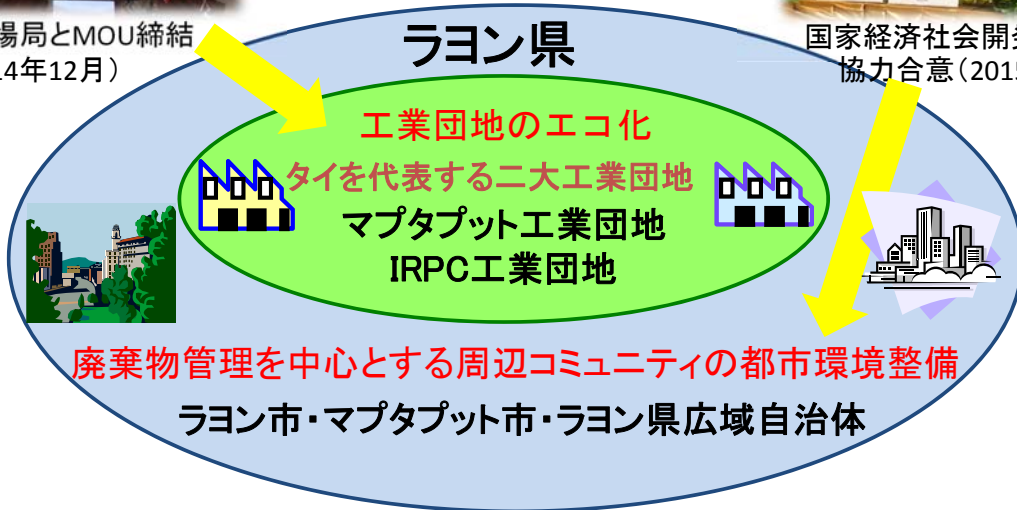 場局とMOU締結
4年12月）
国家経済社会開
協力合意（2015
ラヨン県
工業団地のエコ化
タイを代表する二大工業団地
マプタプット工業団地
IRPC工業団地
廃棄物管理を中心とする周辺コミュニティの都市環境整備
ラヨン市・マプタプット市・ラヨン県広域自治体